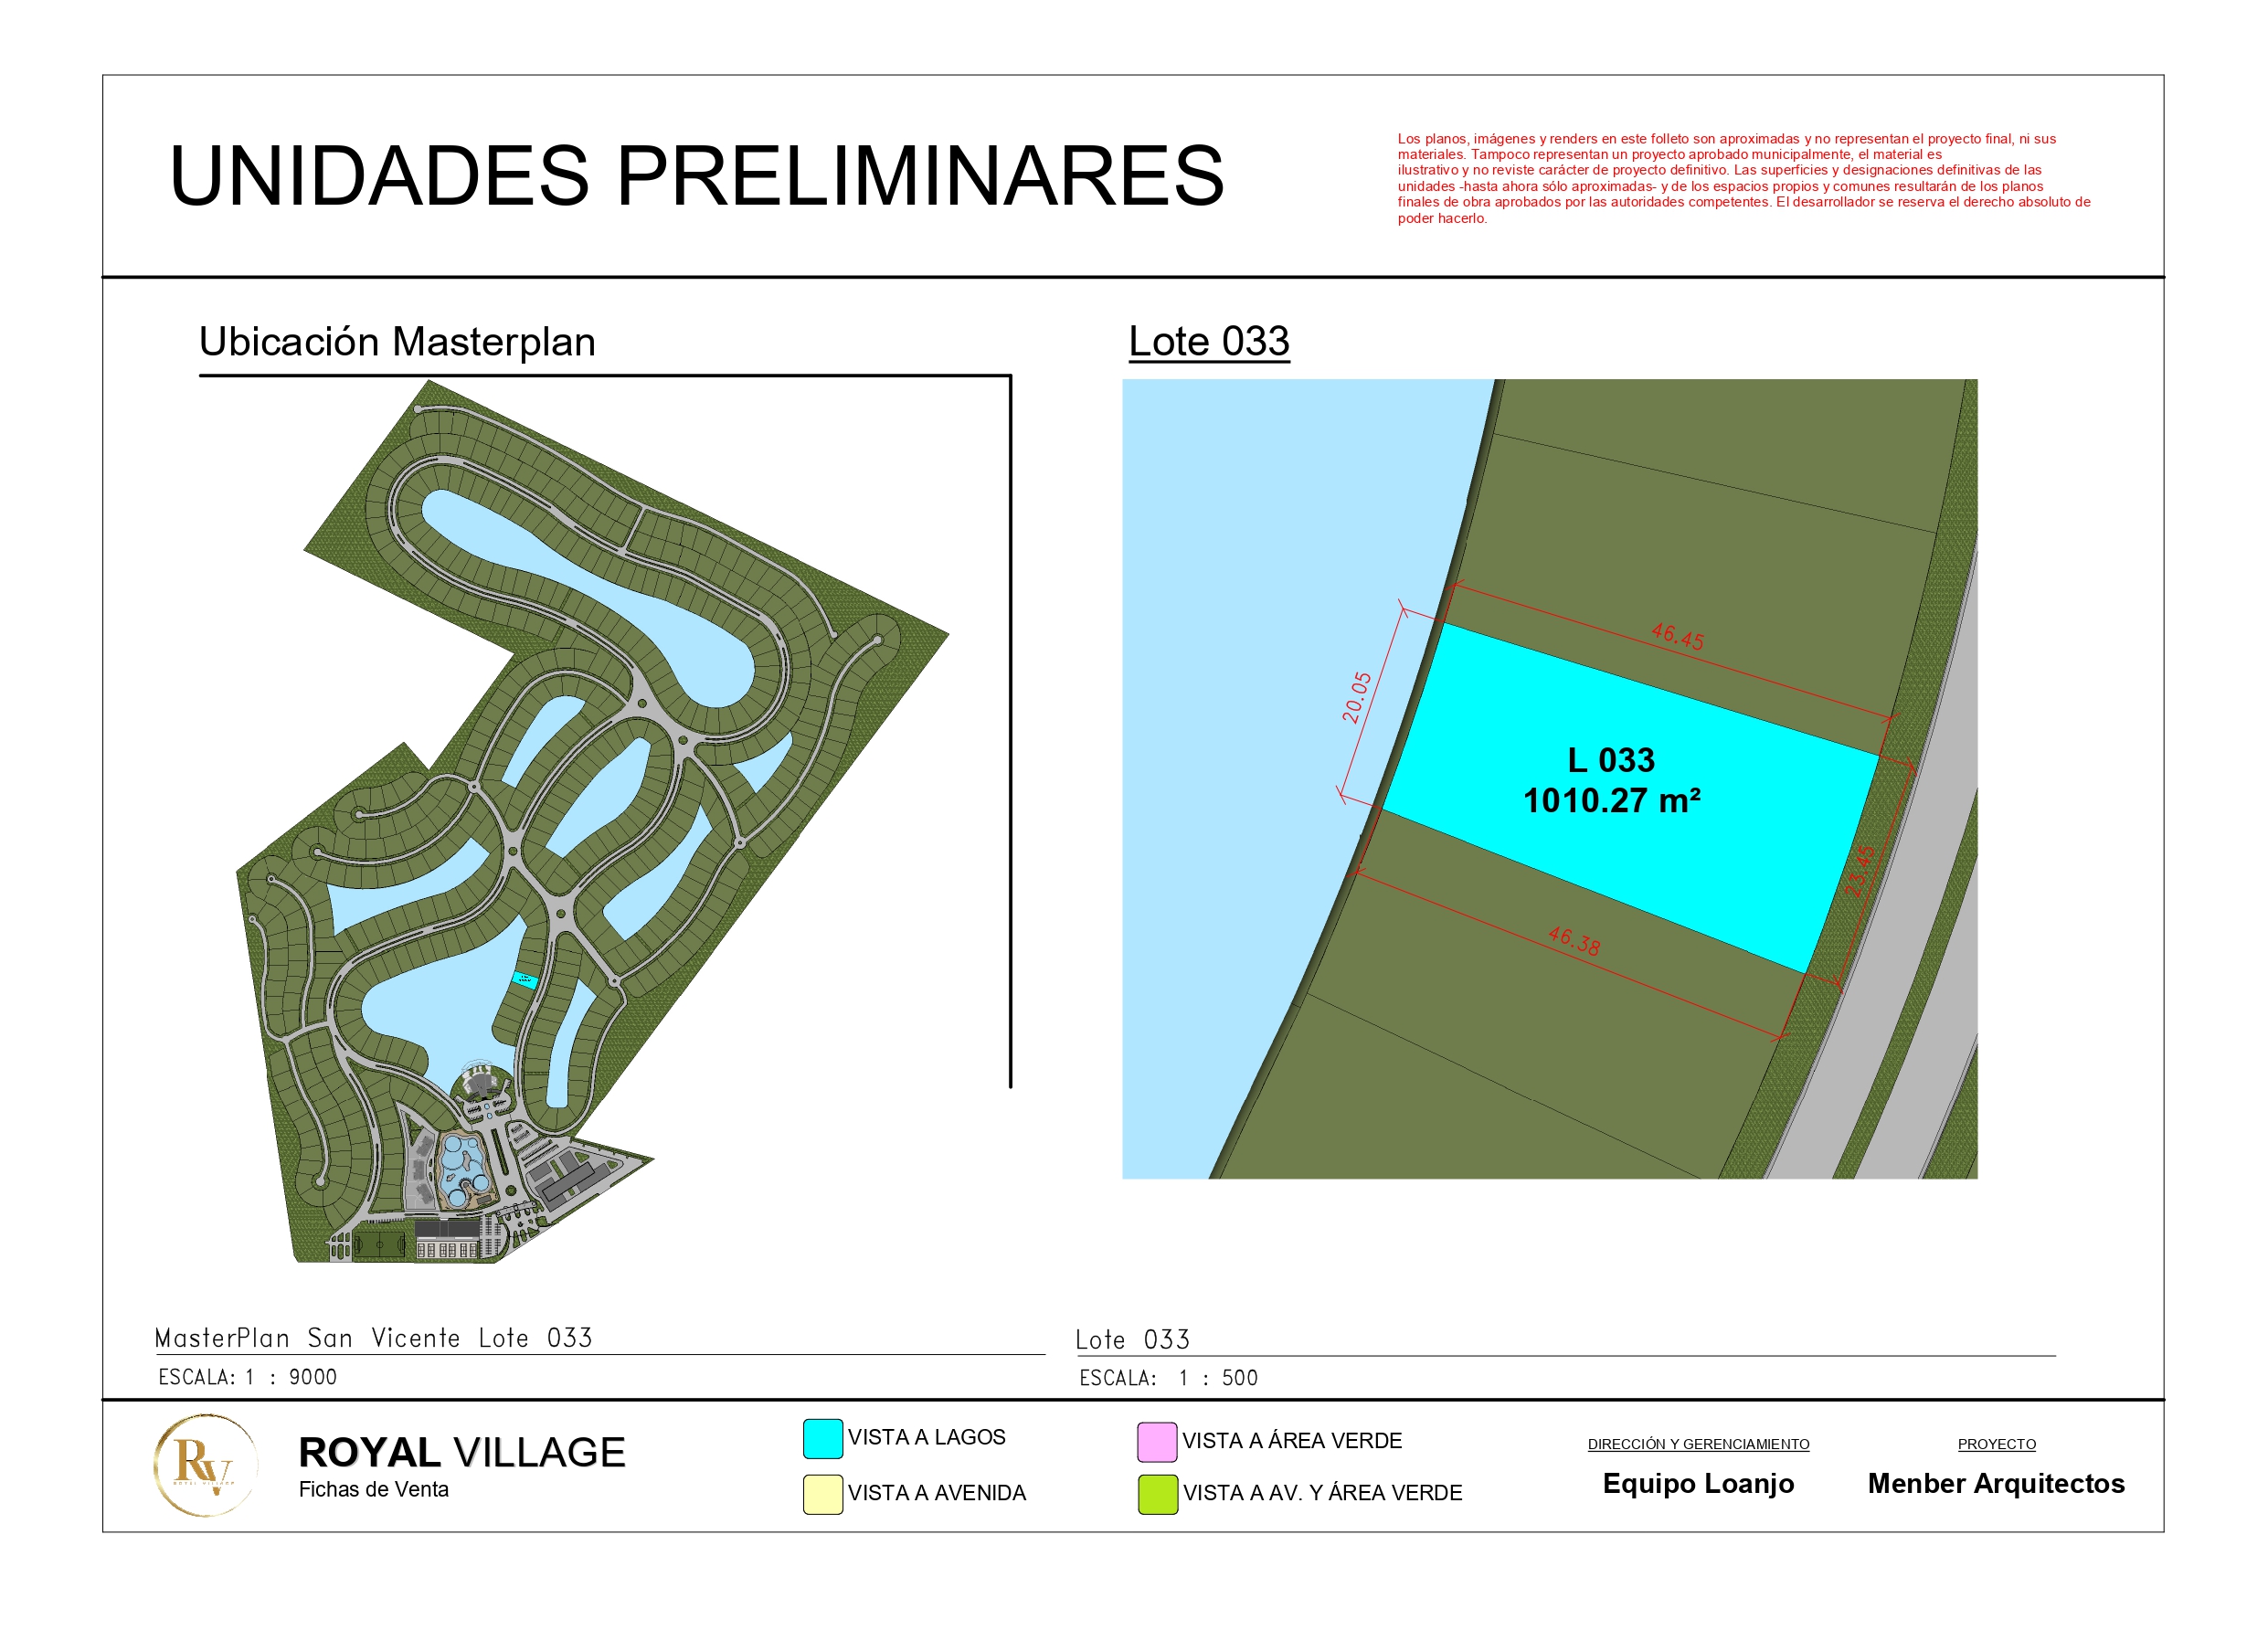 UNIDADES PRELIMINARES
Los planos, imágenes y renders en este folleto son aproximadas y no representan el proyecto final, ni sus
materiales. Tampoco representan un proyecto aprobado municipalmente, el material es
ilustrativo y no reviste carácter de proyecto definitivo. Las superficies y designaciones definitivas de las
unidades -hasta ahora sólo aproximadas- y de los espacios propios y comunes resultarán de los planos
finales de obra aprobados por las autoridades competentes. El desarrollador se reserva el derecho absoluto de
poder hacerlo.
Ubicación Masterplan
Lote 033
46.45
20.05
L 033
1010.27 m²
23.45
46.38
MasterPlan San Vicente Lote 033
ESCALA: 1 : 9000
Lote 033
ESCALA: 1 : 500
RV
ROYAL VILLAGE
ROYAL VILLAGE
Fichas de Venta
VISTA A LAGOS
VISTA A AVENIDA
VISTA A ÁREA VERDE
VISTA A AV. Y ÁREA VERDE
DIRECCIÓN Y GERENCIAMIENTO
Equipo Loanjo
PROYECTO
Menber Arquitectos